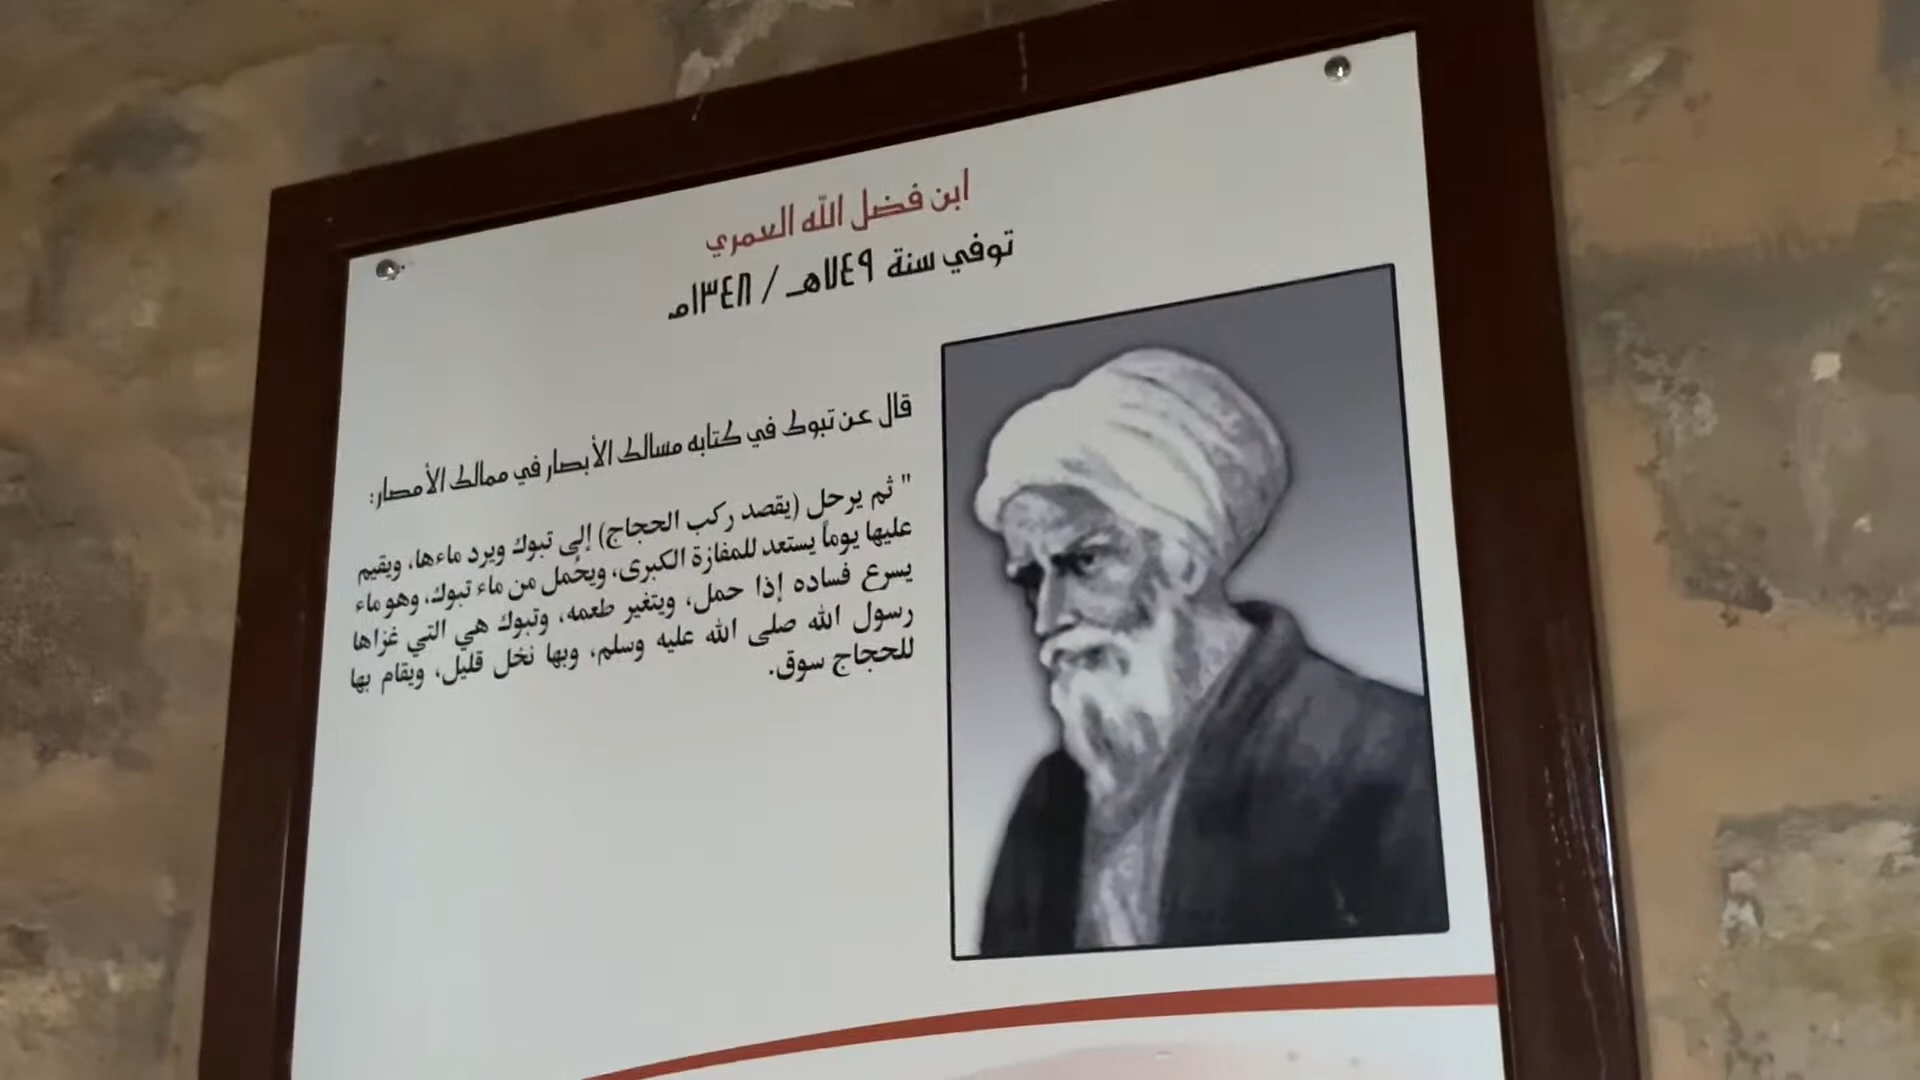 ابن فضل الله العمري
توفي سنة ٧٤٩هـ / ١٣٤٨م
قال عن تبوك في كتابه مسالك الأبصار في ممالك الأمصار:
" ثم يرحل (يقصد ركب الحجاج) إلى تبوك ويرد ماءها، ويقيم
عليها يوماً يستعد للمفازة الكبرى، ويحُمل من ماء تبوك، وهو ماء
يسرع فساده إذا حمل، ويتغير طعمه، وتبوك هي التي غزاها
رسول الله صلى الله عليه وسلم، وبها نخل قليل، ويقام بها
للحجاج سوق.